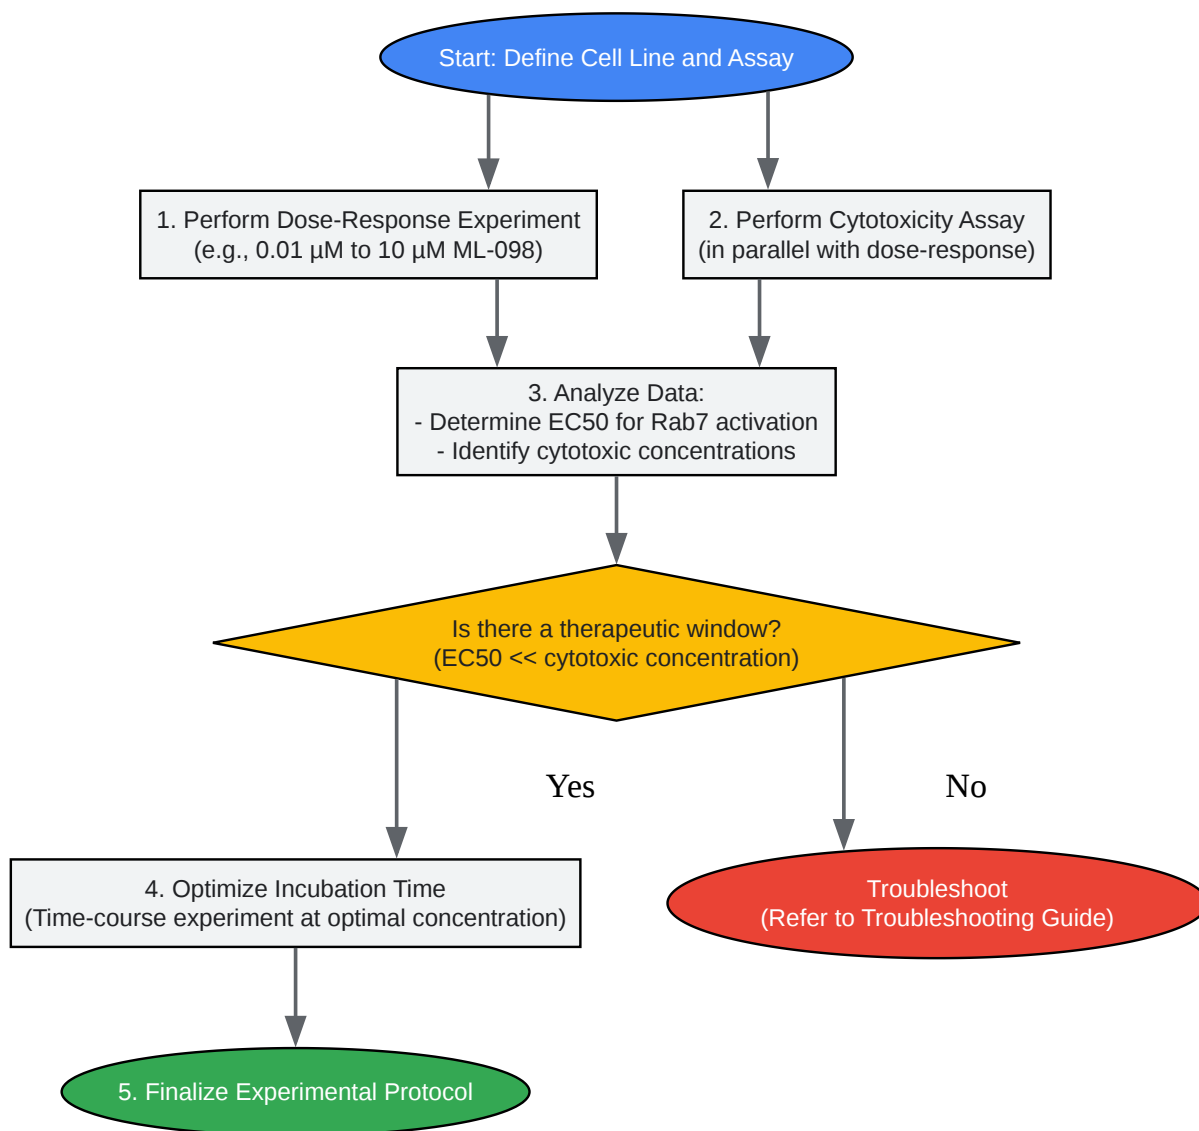 Start: Define Cell Line and Assay
1. Perform Dose-Response Experiment
(e.g., 0.01 µM to 10 µM ML-098)
2. Perform Cytotoxicity Assay
(in parallel with dose-response)
3. Analyze Data:
- Determine EC50 for Rab7 activation
- Identify cytotoxic concentrations
Is there a therapeutic window?
(EC50 << cytotoxic concentration)
Yes
No
4. Optimize Incubation Time
(Time-course experiment at optimal concentration)
Troubleshoot
(Refer to Troubleshooting Guide)
5. Finalize Experimental Protocol